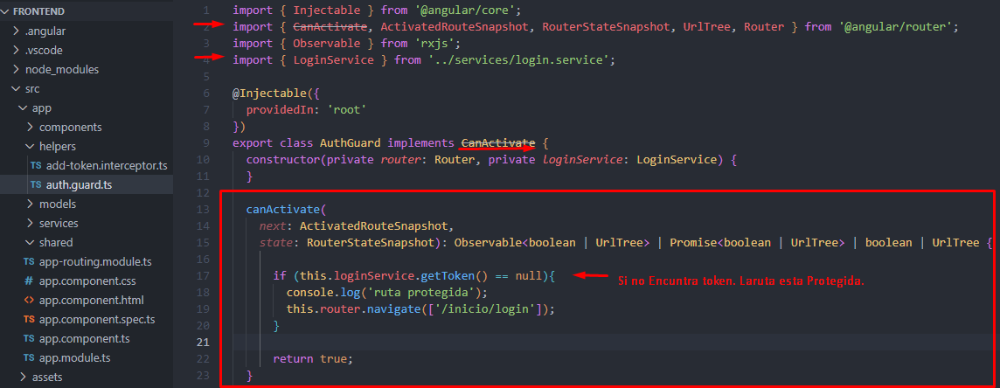 FRONTEND
.angular
.vscode
node_modules
src
app
components
helpers
TS add-token.interceptor.ts
TS auth.guard.ts
models
services
shared
TS app-routing.module.ts
# app.component.css
<> app.component.html
TS app.component.spec.ts
TS app.component.ts
TS app.module.ts
assets
1 import { Injectable } from '@angular/core';
2 import { CanActivate, ActivatedRouteSnapshot, RouterStateSnapshot, UrlTree, Router } from '@angular/router';
3 import { Observable } from 'rxjs';
4 import { LoginService } from '../services/login.service';
5
6 @Injectable({
7 providedIn: 'root'
8 })
9 export class AuthGuard implements CanActivate {
10 constructor(private router: Router, private loginService: LoginService) {
11 }
12
13 canActivate(
14 next: ActivatedRouteSnapshot,
15 state: RouterStateSnapshot): Observable<boolean | UrlTree> | Promise<boolean | UrlTree> | boolean | UrlTree {
16
17 if (this.loginService.getToken() == null){ Si no Encuntra token. Laruta esta Protegida.
18 console.log('ruta protegida');
19 this.router.navigate(['/inicio/login']);
20 }
21
22 return true;
23 }